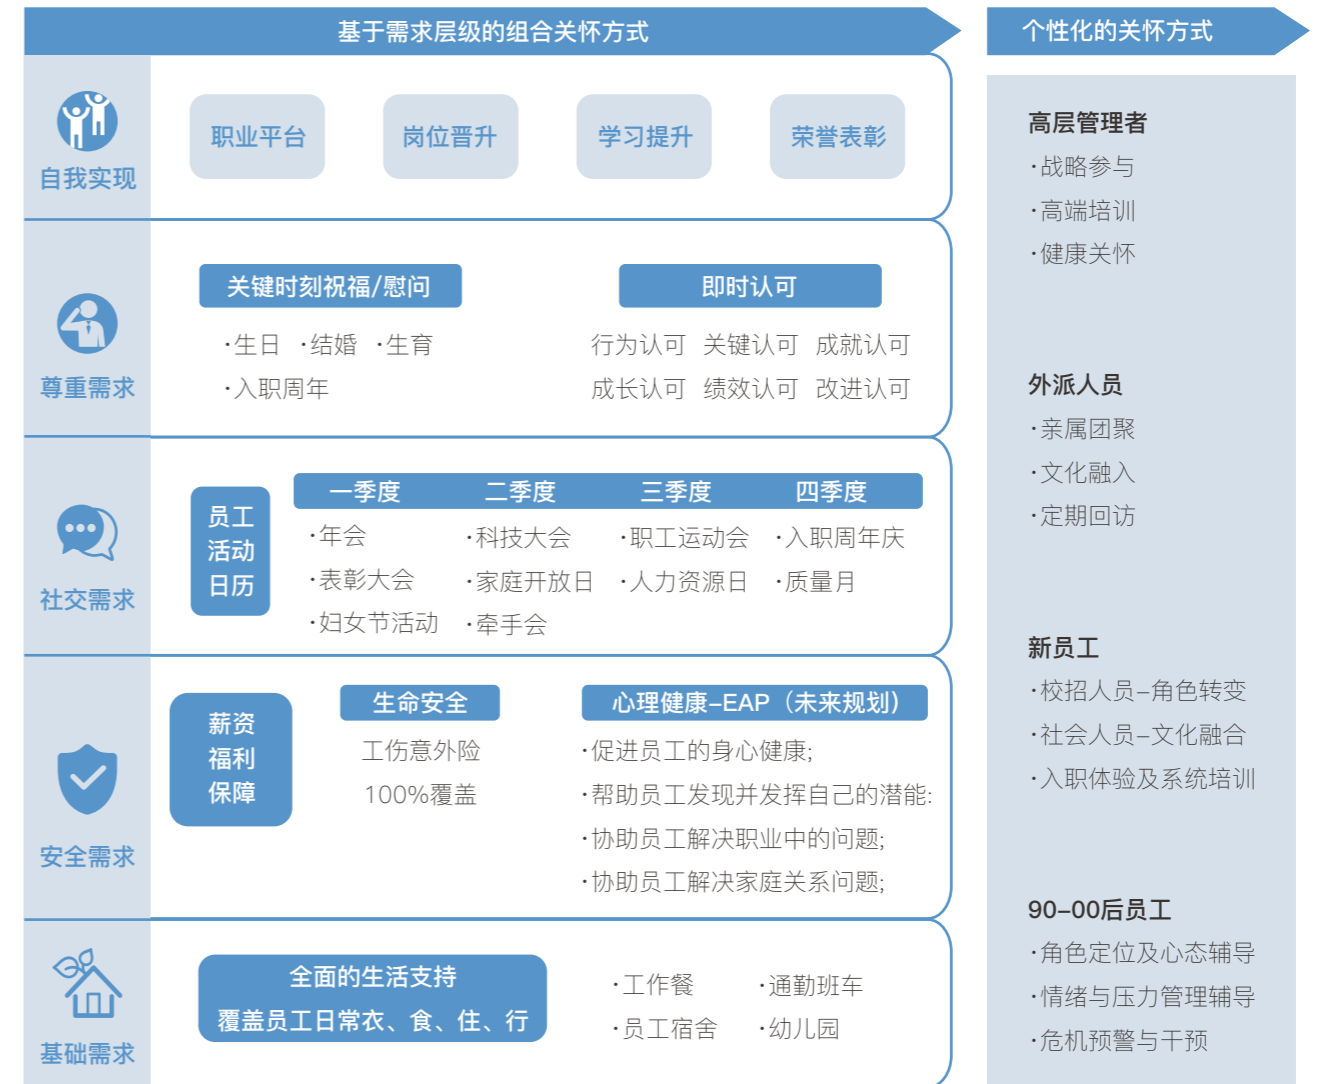 基于需求层级的组合关怀方式
个性化的关怀方式
自我实现
职业平台
岗位晋升
学习提升
荣誉表彰
尊重需求
关键时刻祝福/慰问
·生日 ·结婚 ·生育
·入职周年
即时认可
行为认可 关键认可 成就认可
成长认可 绩效认可 改进认可
社交需求
员工
活动
日历
一季度 二季度 三季度 四季度
·年会 ·科技大会 ·职工运动会 ·入职周年庆
·表彰大会 ·家庭开放日 ·人力资源日 ·质量月
·妇女节活动 ·牵手会
安全需求
薪资
福利
保障
生命安全
工伤意外险
100%覆盖
心理健康–EAP（未来规划）
·促进员工的身心健康;
·帮助员工发现并发挥自己的潜能:
·协助员工解决职业中的问题;
·协助员工解决家庭关系问题;
基础需求
全面的生活支持
覆盖员工日常衣、食、住、行
·工作餐 ·通勤班车
·员工宿舍 ·幼儿园
高层管理者
·战略参与
·高端培训
·健康关怀
外派人员
·亲属团聚
·文化融入
·定期回访
新员工
·校招人员–角色转变
·社会人员–文化融合
·入职体验及系统培训
90–00后员工
·角色定位及心态辅导
·情绪与压力管理辅导
·危机预警与干预